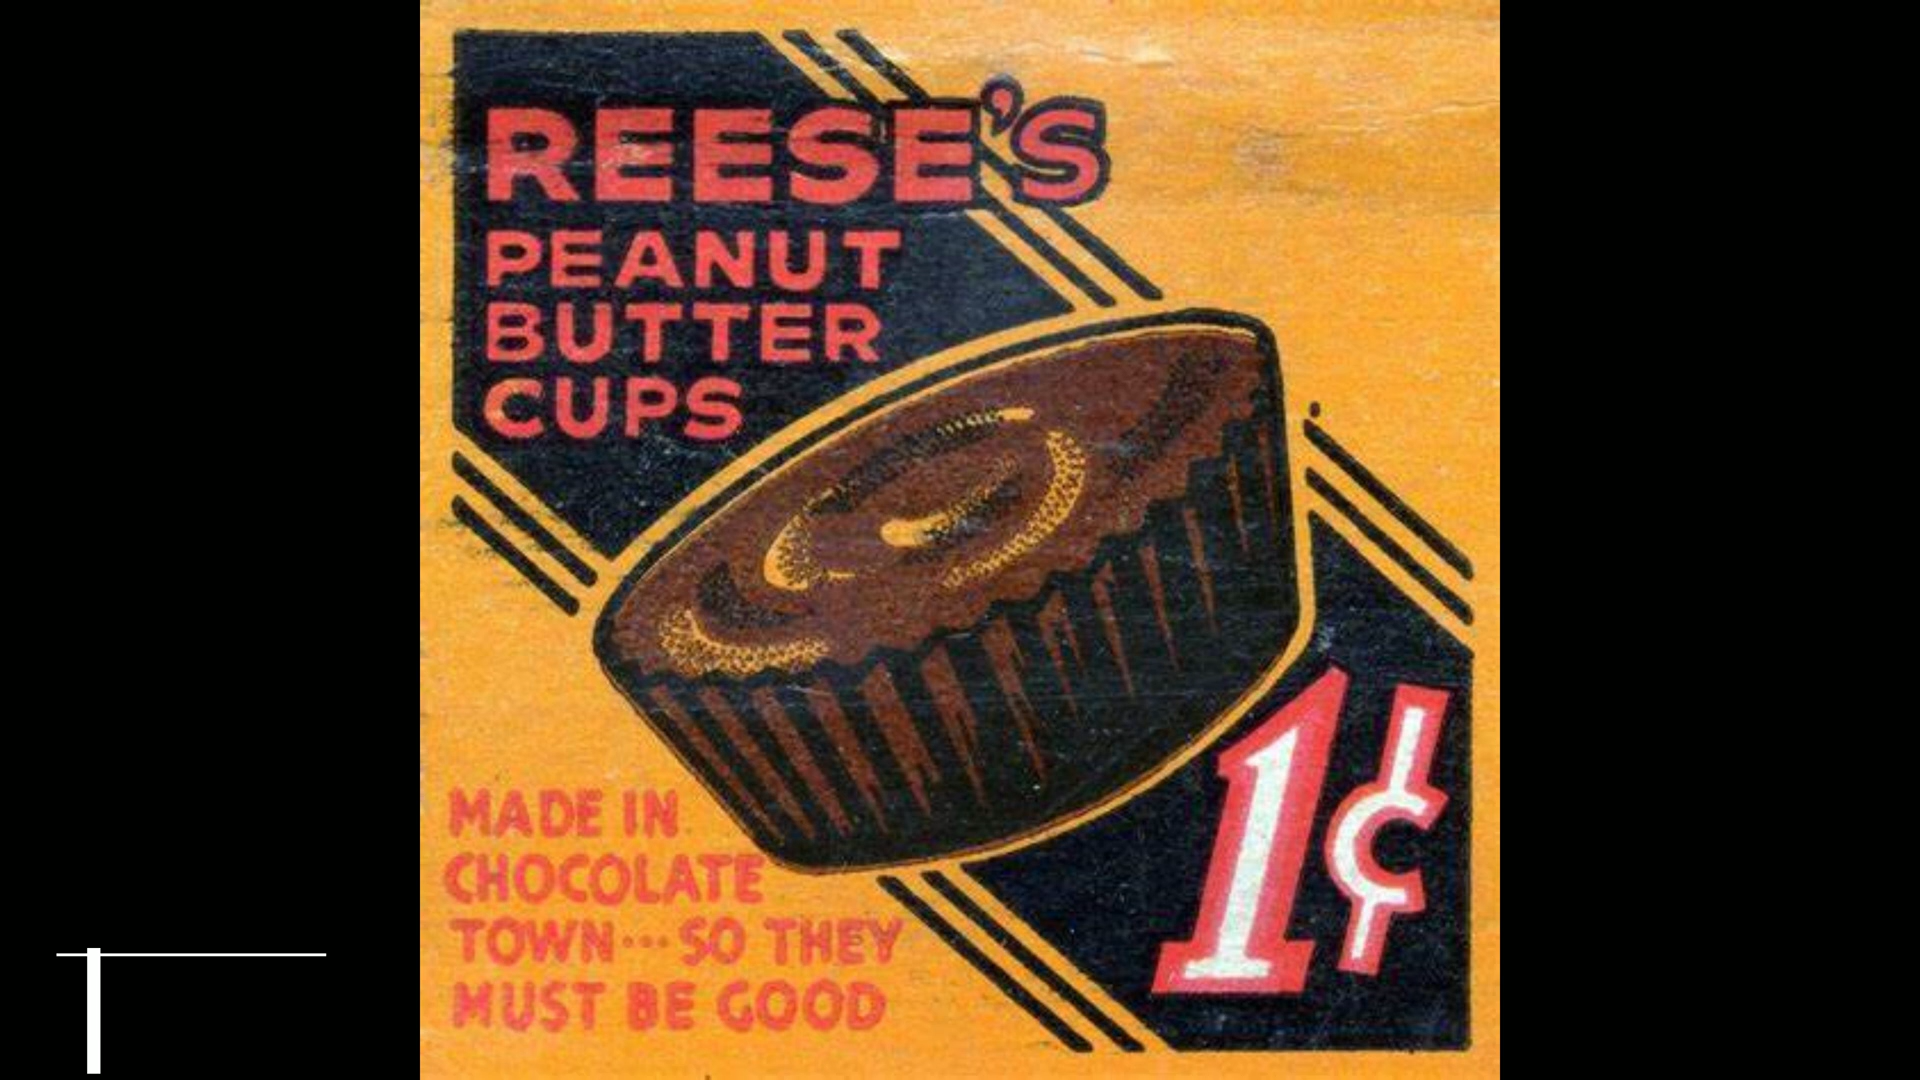 REESE'S
PEANUT
BUTTER
CUPS
1¢
MADE IN
CHOCOLATE
TOWN...SO THEY
MUST BE GOOD